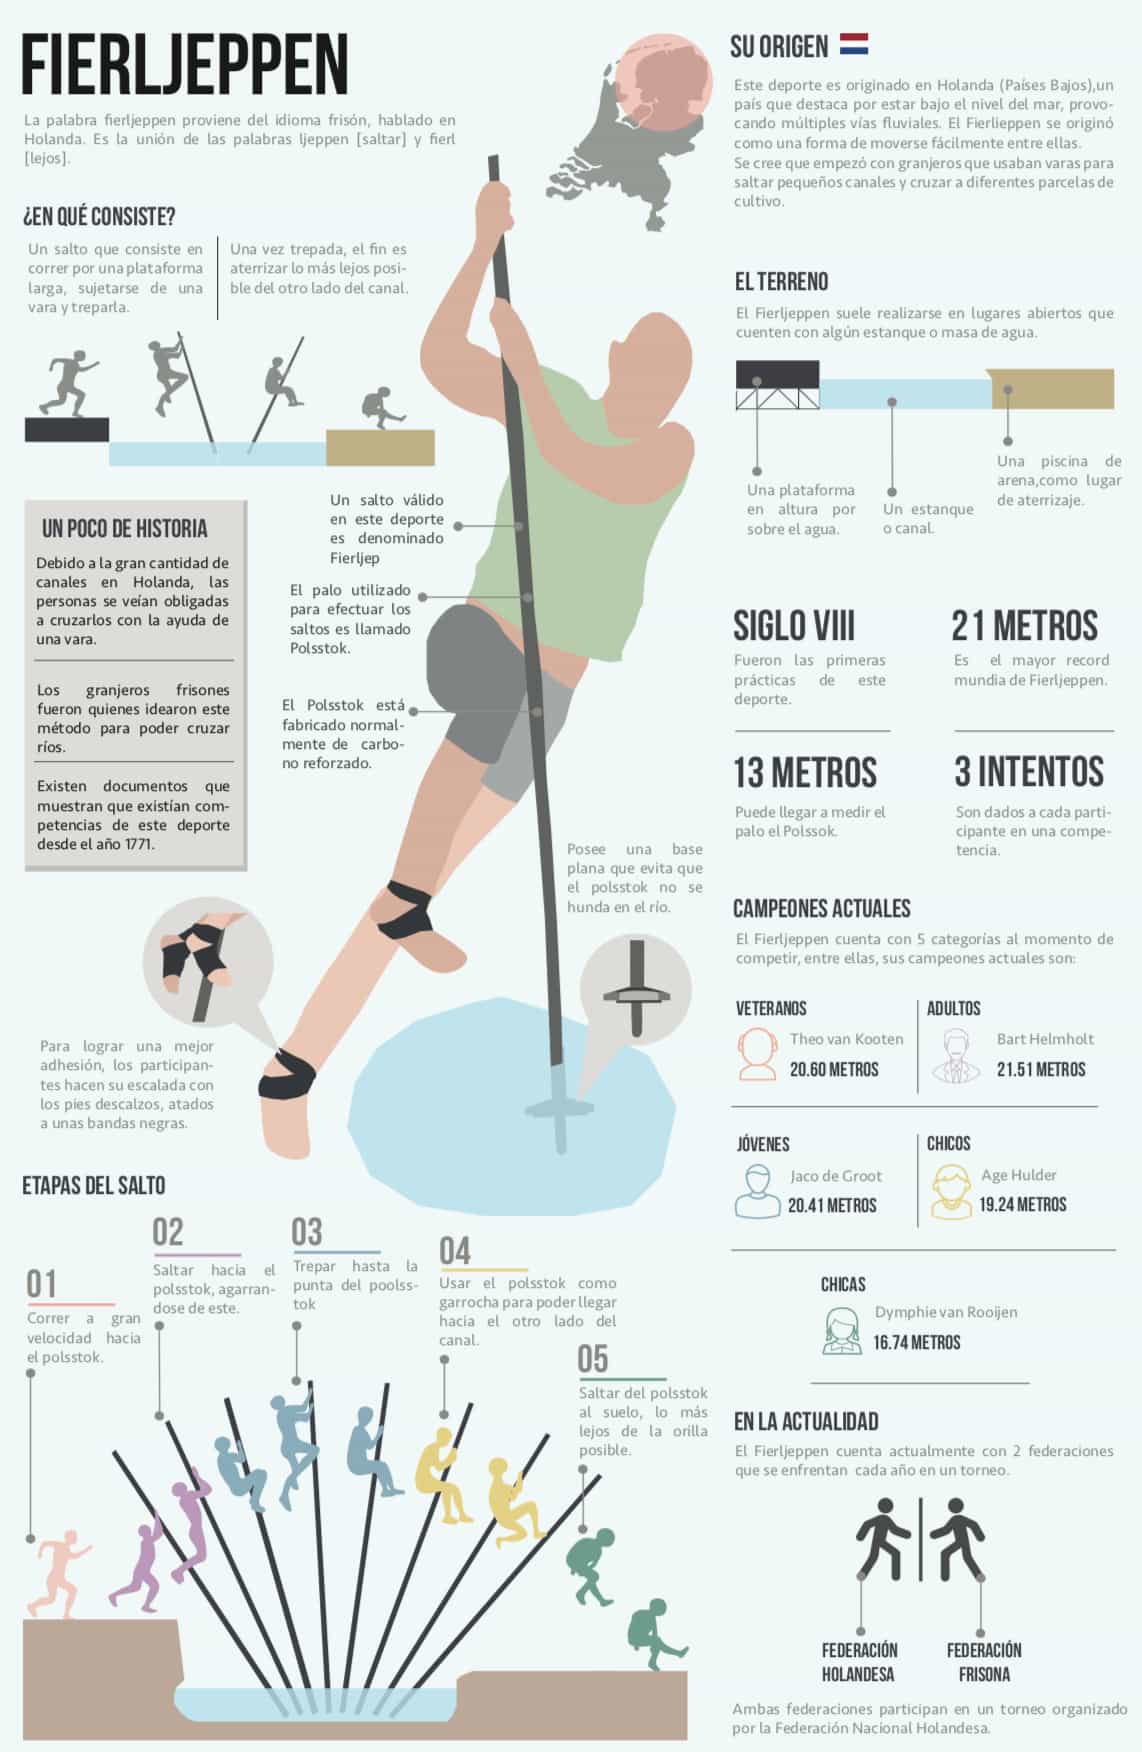 FIERLJEPPEN
La palabra fierljeppen proviene del idioma frisón, hablado en
Holanda. Es la unión de las palabras ljeppen [saltar] y fierl
[lejos].
¿EN QUÉ CONSISTE?
Un salto que consiste en
correr por una plataforma
larga, sujetarse de una
vara y treparla.
Una vez trepada, el fin es
aterrizar lo más lejos posi-
ble del otro lado del canal.
UN POCO DE HISTORIA
Debido a la gran cantidad de
canales en Holanda, las
personas se veían obligadas
a cruzarlos con la ayuda de
una vara.
Los granjeros frisones
fueron quienes idearon este
método para poder cruzar
ríos.
Existen documentos que
muestran que existían com-
petencias de este deporte
desde el año 1771.
Un salto válido
en este deporte
es denominado
Fierljep
El palo utilizado
para efectuar los
saltos es llamado
Polsstok.
El Polsstok está
fabricado normal-
mente de carbo-
no reforzado.
Posee una base
plana que evita que
el polsstok no se
hunda en el río.
Para lograr una mejor
adhesión, los participan-
tes hacen su escalada con
los pies descalzos, atados
a unas bandas negras.
ETAPAS DEL SALTO
01
Correr a gran
velocidad hacia
el polsstok.
02
Saltar hacia el
polsstok, agarran-
dose de este.
03
Trepar hasta la
punta del poolss-
tok
04
Usar el polsstok como
garrocha para poder llegar
hacia el otro lado del
canal.
05
Saltar del polsstok
al suelo, lo más
lejos de la orilla
posible.
SU ORIGEN
Este deporte es originado en Holanda (Países Bajos),un
país que destaca por estar bajo el nivel del mar, provo-
cando múltiples vías fluviales. El Fierlieppen se originó
como una forma de moverse fácilmente entre ellas.
Se cree que empezó con granjeros que usaban varas para
saltar pequeños canales y cruzar a diferentes parcelas de
cultivo.
EL TERRENO
El Fierljeppen suele realizarse en lugares abiertos que
cuenten con algún estanque o masa de agua.
Una plataforma
en altura por
sobre el agua.
Un estanque
o canal.
Una piscina de
arena,como lugar
de aterrizaje.
SIGLO VIII
Fueron las primeras
prácticas de este
deporte.
21 METROS
Es el mayor record
mundia de Fierljeppen.
13 METROS
Puede llegar a medir el
palo el Polssok.
3 INTENTOS
Son dados a cada parti-
cipante en una compe-
tencia.
CAMPEONES ACTUALES
El Fierljeppen cuenta con 5 categorías al momento de
competir, entre ellas, sus campeones actuales son:
VETERANOS
Theo van Kooten
20.60 METROS
ADULTOS
Bart Helmholt
21.51 METROS
JÓVENES
Jaco de Groot
20.41 METROS
CHICOS
Age Hulder
19.24 METROS
CHICAS
Dymphie van Rooijen
16.74 METROS
EN LA ACTUALIDAD
El Fierljeppen cuenta actualmente con 2 federaciones
que se enfrentan cada año en un torneo.
FEDERACIÓN
HOLANDESA
FEDERACIÓN
FRISONA
Ambas federaciones participan en un torneo organizado
por la Federación Nacional Holandesa.